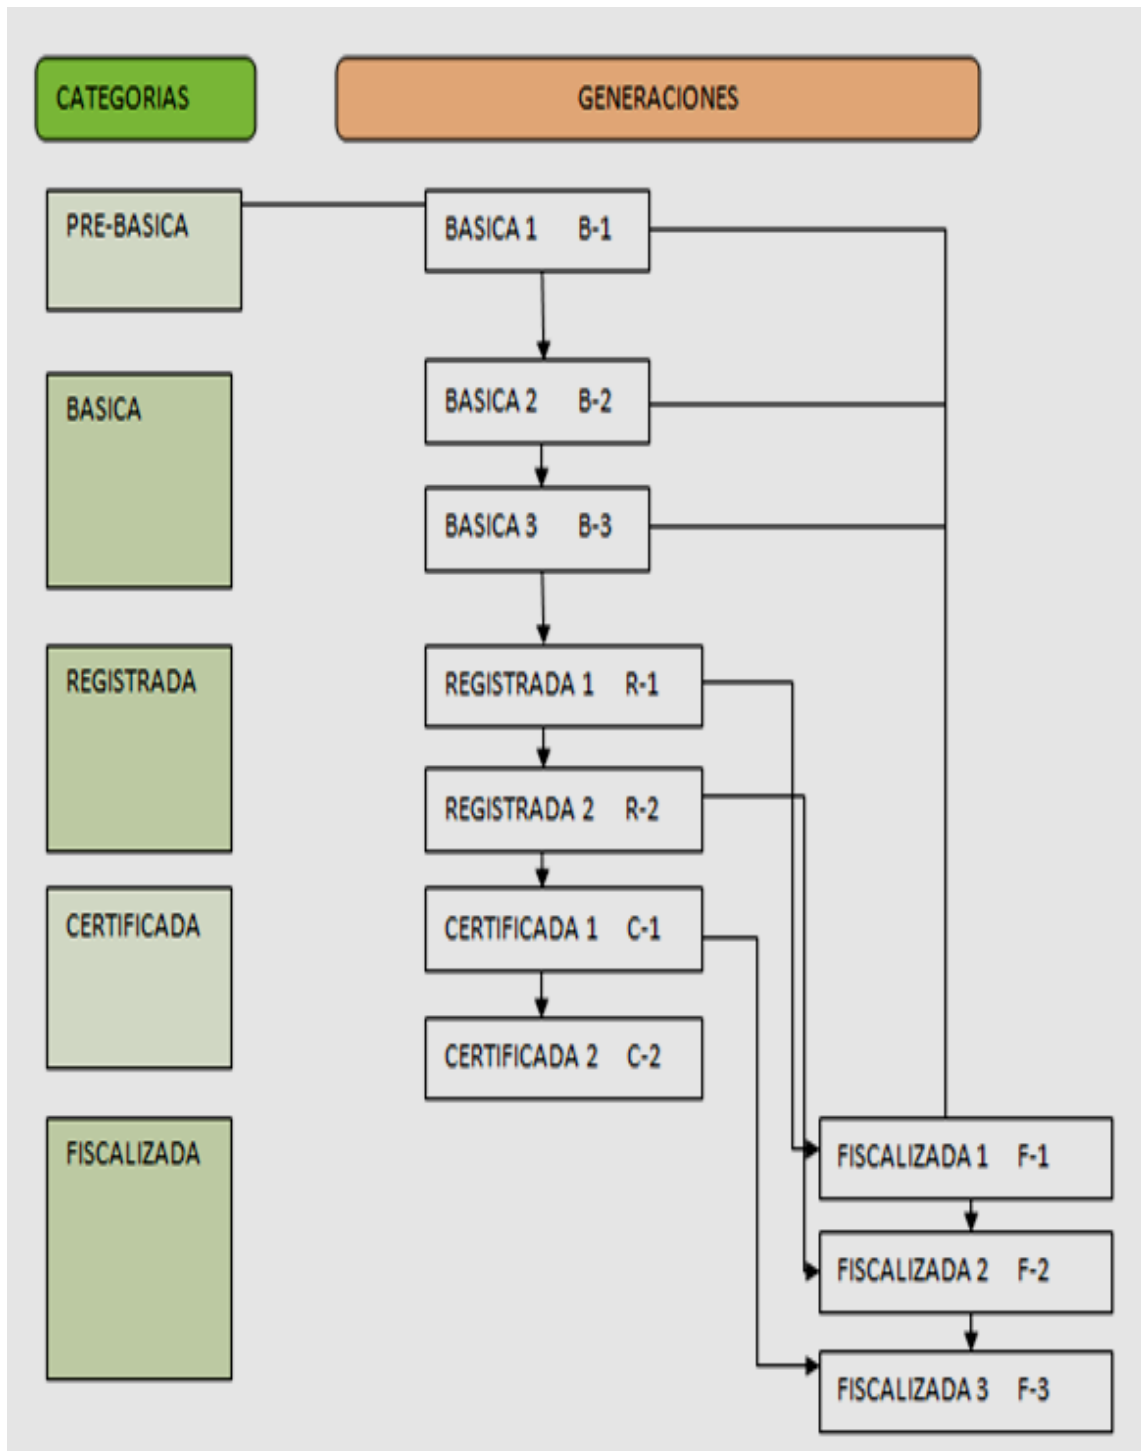 CATEGORIAS
GENERACIONES
PRE-BASICA
BASICA 1 B-1
BASICA
BASICA 2 B-2
BASICA 3 B-3
REGISTRADA
REGISTRADA 1 R-1
REGISTRADA 2 R-2
CERTIFICADA
CERTIFICADA 1 C-1
CERTIFICADA 2 C-2
FISCALIZADA
FISCALIZADA 1 F-1
FISCALIZADA 2 F-2
FISCALIZADA 3 F-3